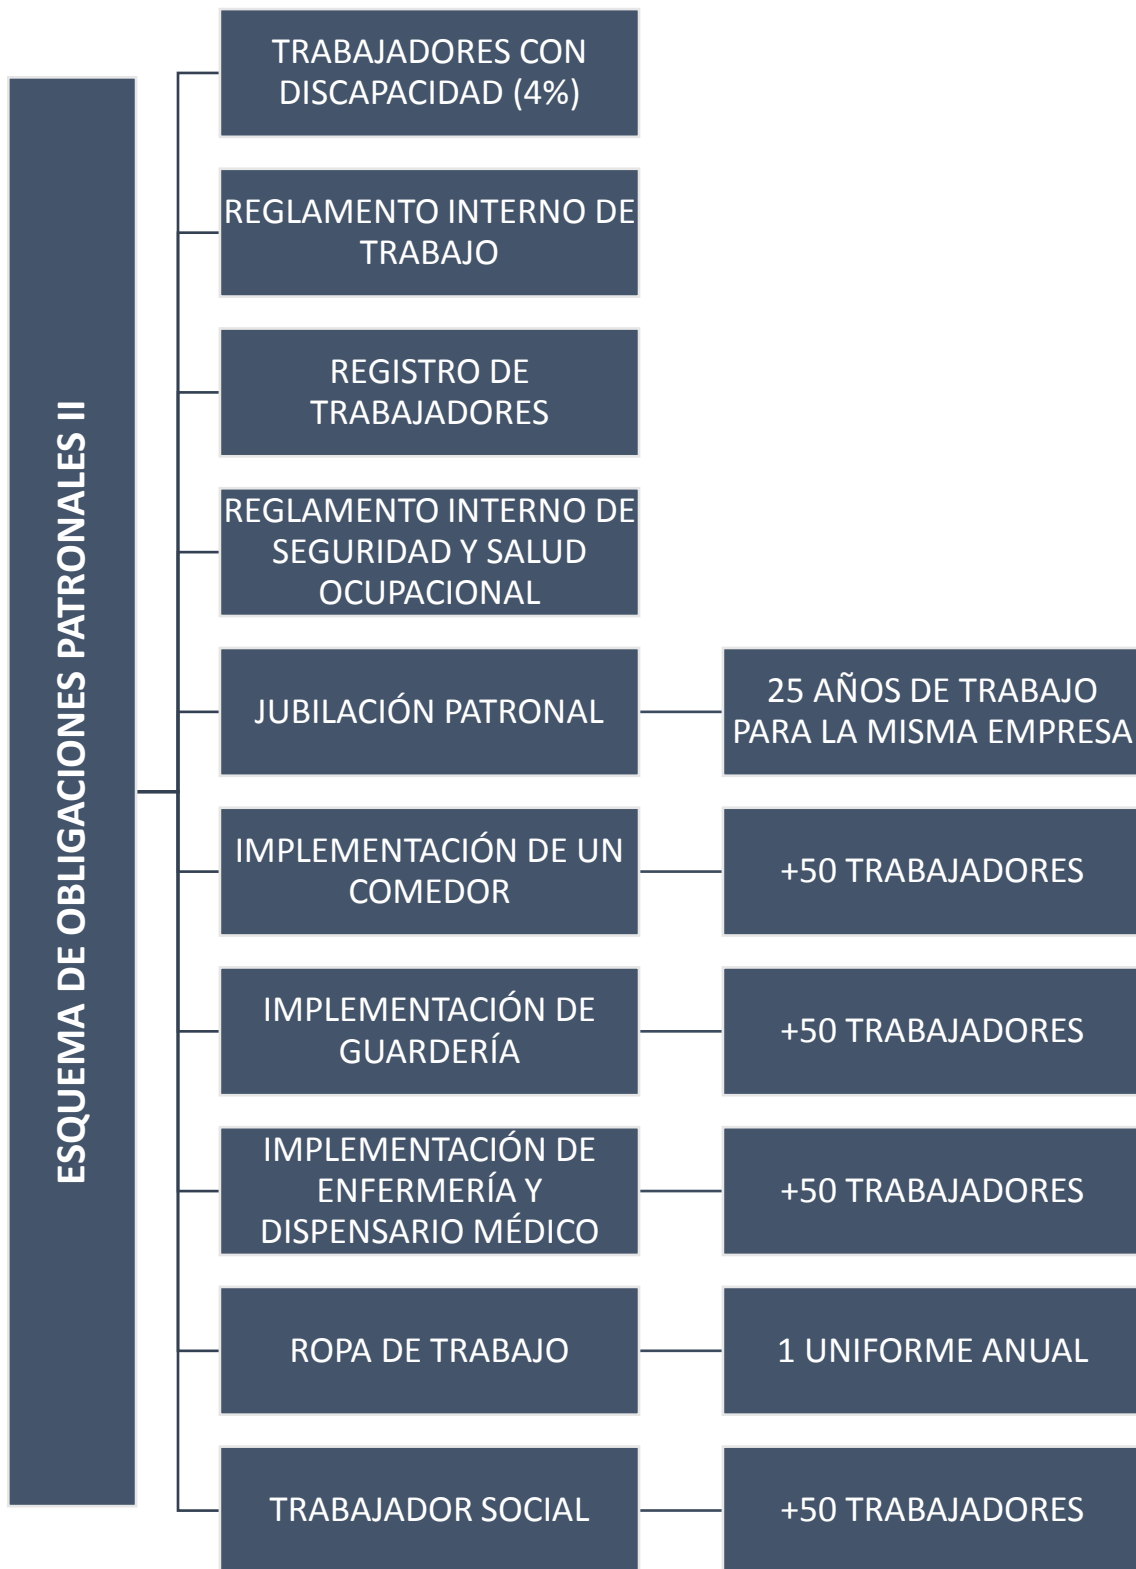 ESQUEMA DE OBLIGACIONES PATRONALES II
TRABAJADORES CON
DISCAPACIDAD (4%)
REGLAMENTO INTERNO DE
TRABAJO
REGISTRO DE
TRABAJADORES
REGLAMENTO INTERNO DE
SEGURIDAD Y SALUD
OCUPACIONAL
JUBILACIÓN PATRONAL
25 AÑOS DE TRABAJO
PARA LA MISMA EMPRESA
IMPLEMENTACIÓN DE UN
COMEDOR
+50 TRABAJADORES
IMPLEMENTACIÓN DE
GUARDERÍA
+50 TRABAJADORES
IMPLEMENTACIÓN DE
ENFERMERÍA Y
DISPENSARIO MÉDICO
+50 TRABAJADORES
ROPA DE TRABAJO
1 UNIFORME ANUAL
TRABAJADOR SOCIAL
+50 TRABAJADORES